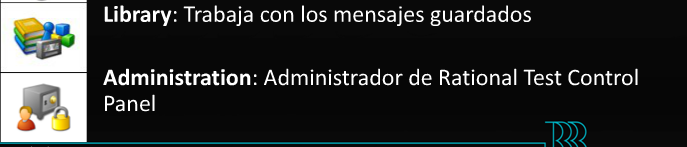 Library: Trabaja con los mensajes guardados
Administration: Administrador de Rational Test Control
Panel